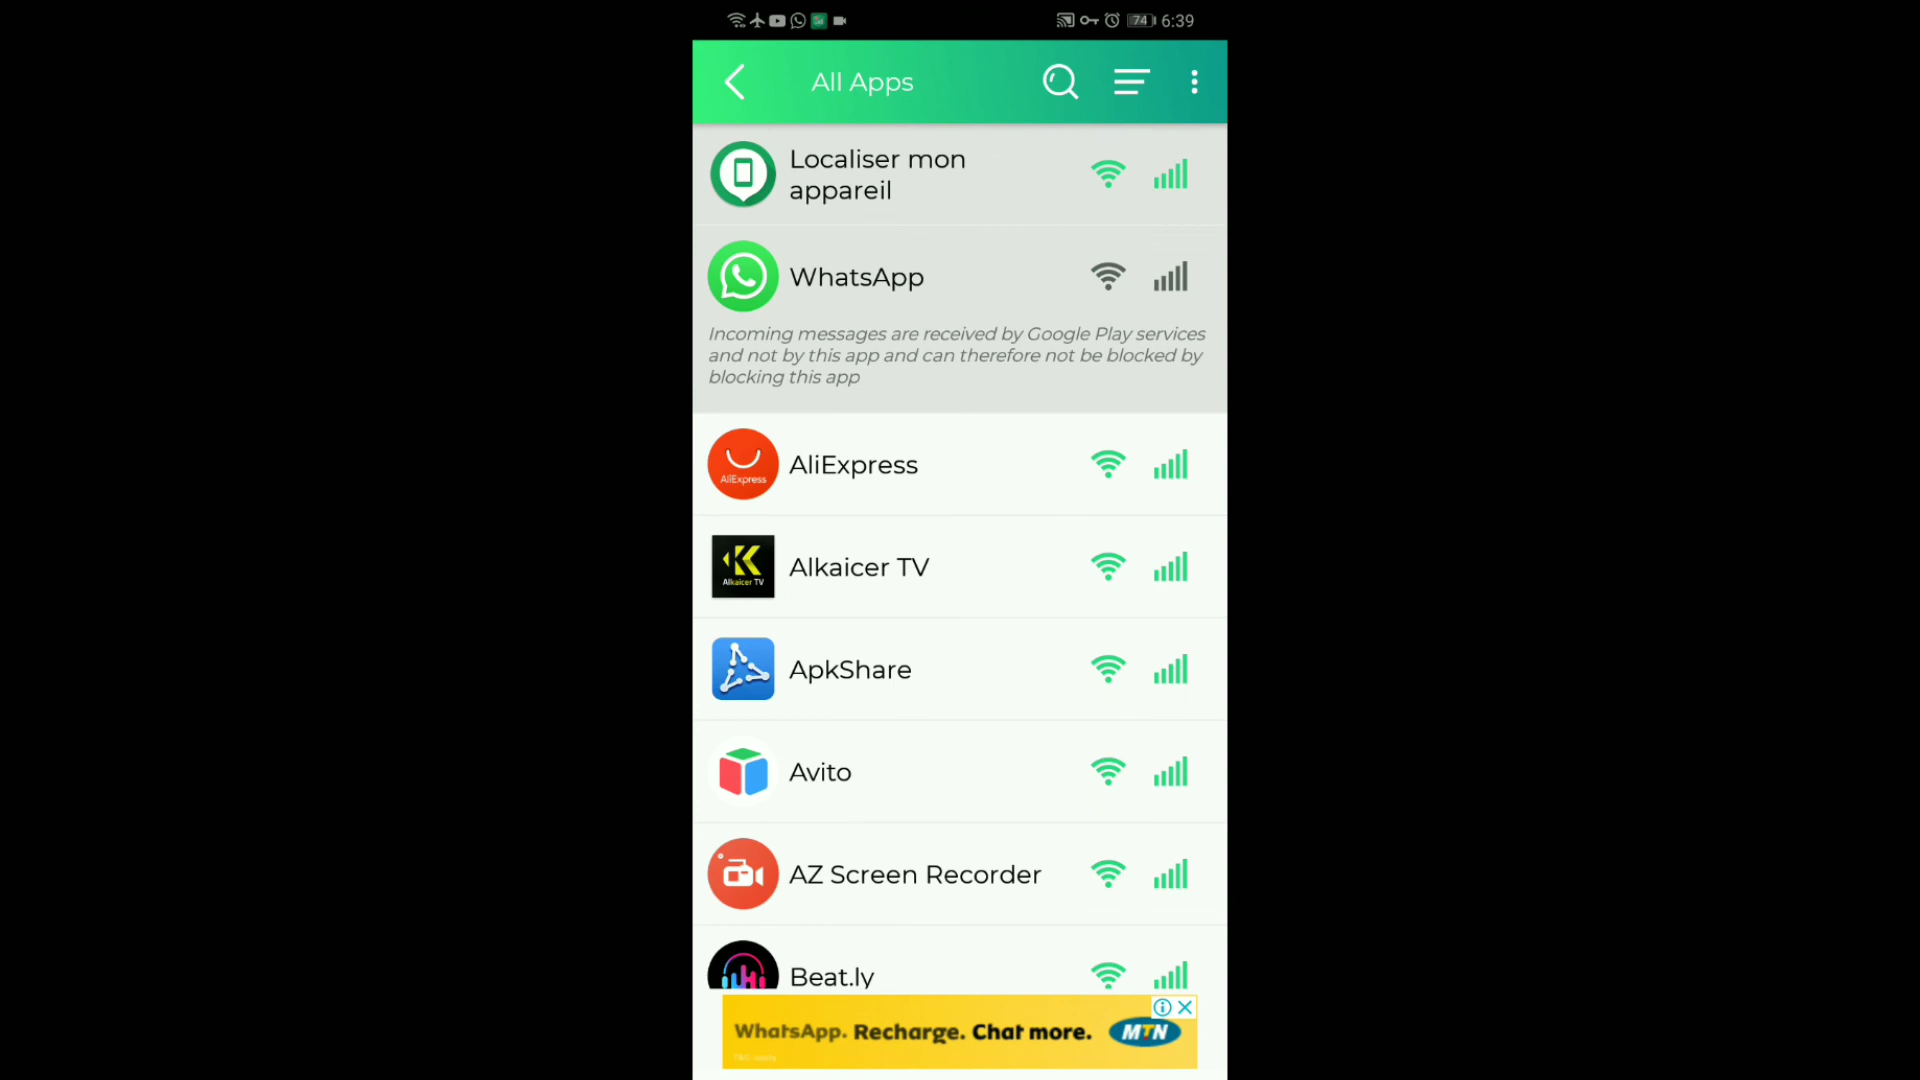 74 6:39
All Apps
Localiser mon
appareil
WhatsApp
Incoming messages are received by Google Play services
and not by this app and can therefore not be blocked by
blocking this app
AliExpress
AliExpress
Alkaicer TV
Alkaicer TV
ApkShare
Avito
AZ Screen Recorder
Beat.ly
WhatsApp. Recharge. Chat more. MTN